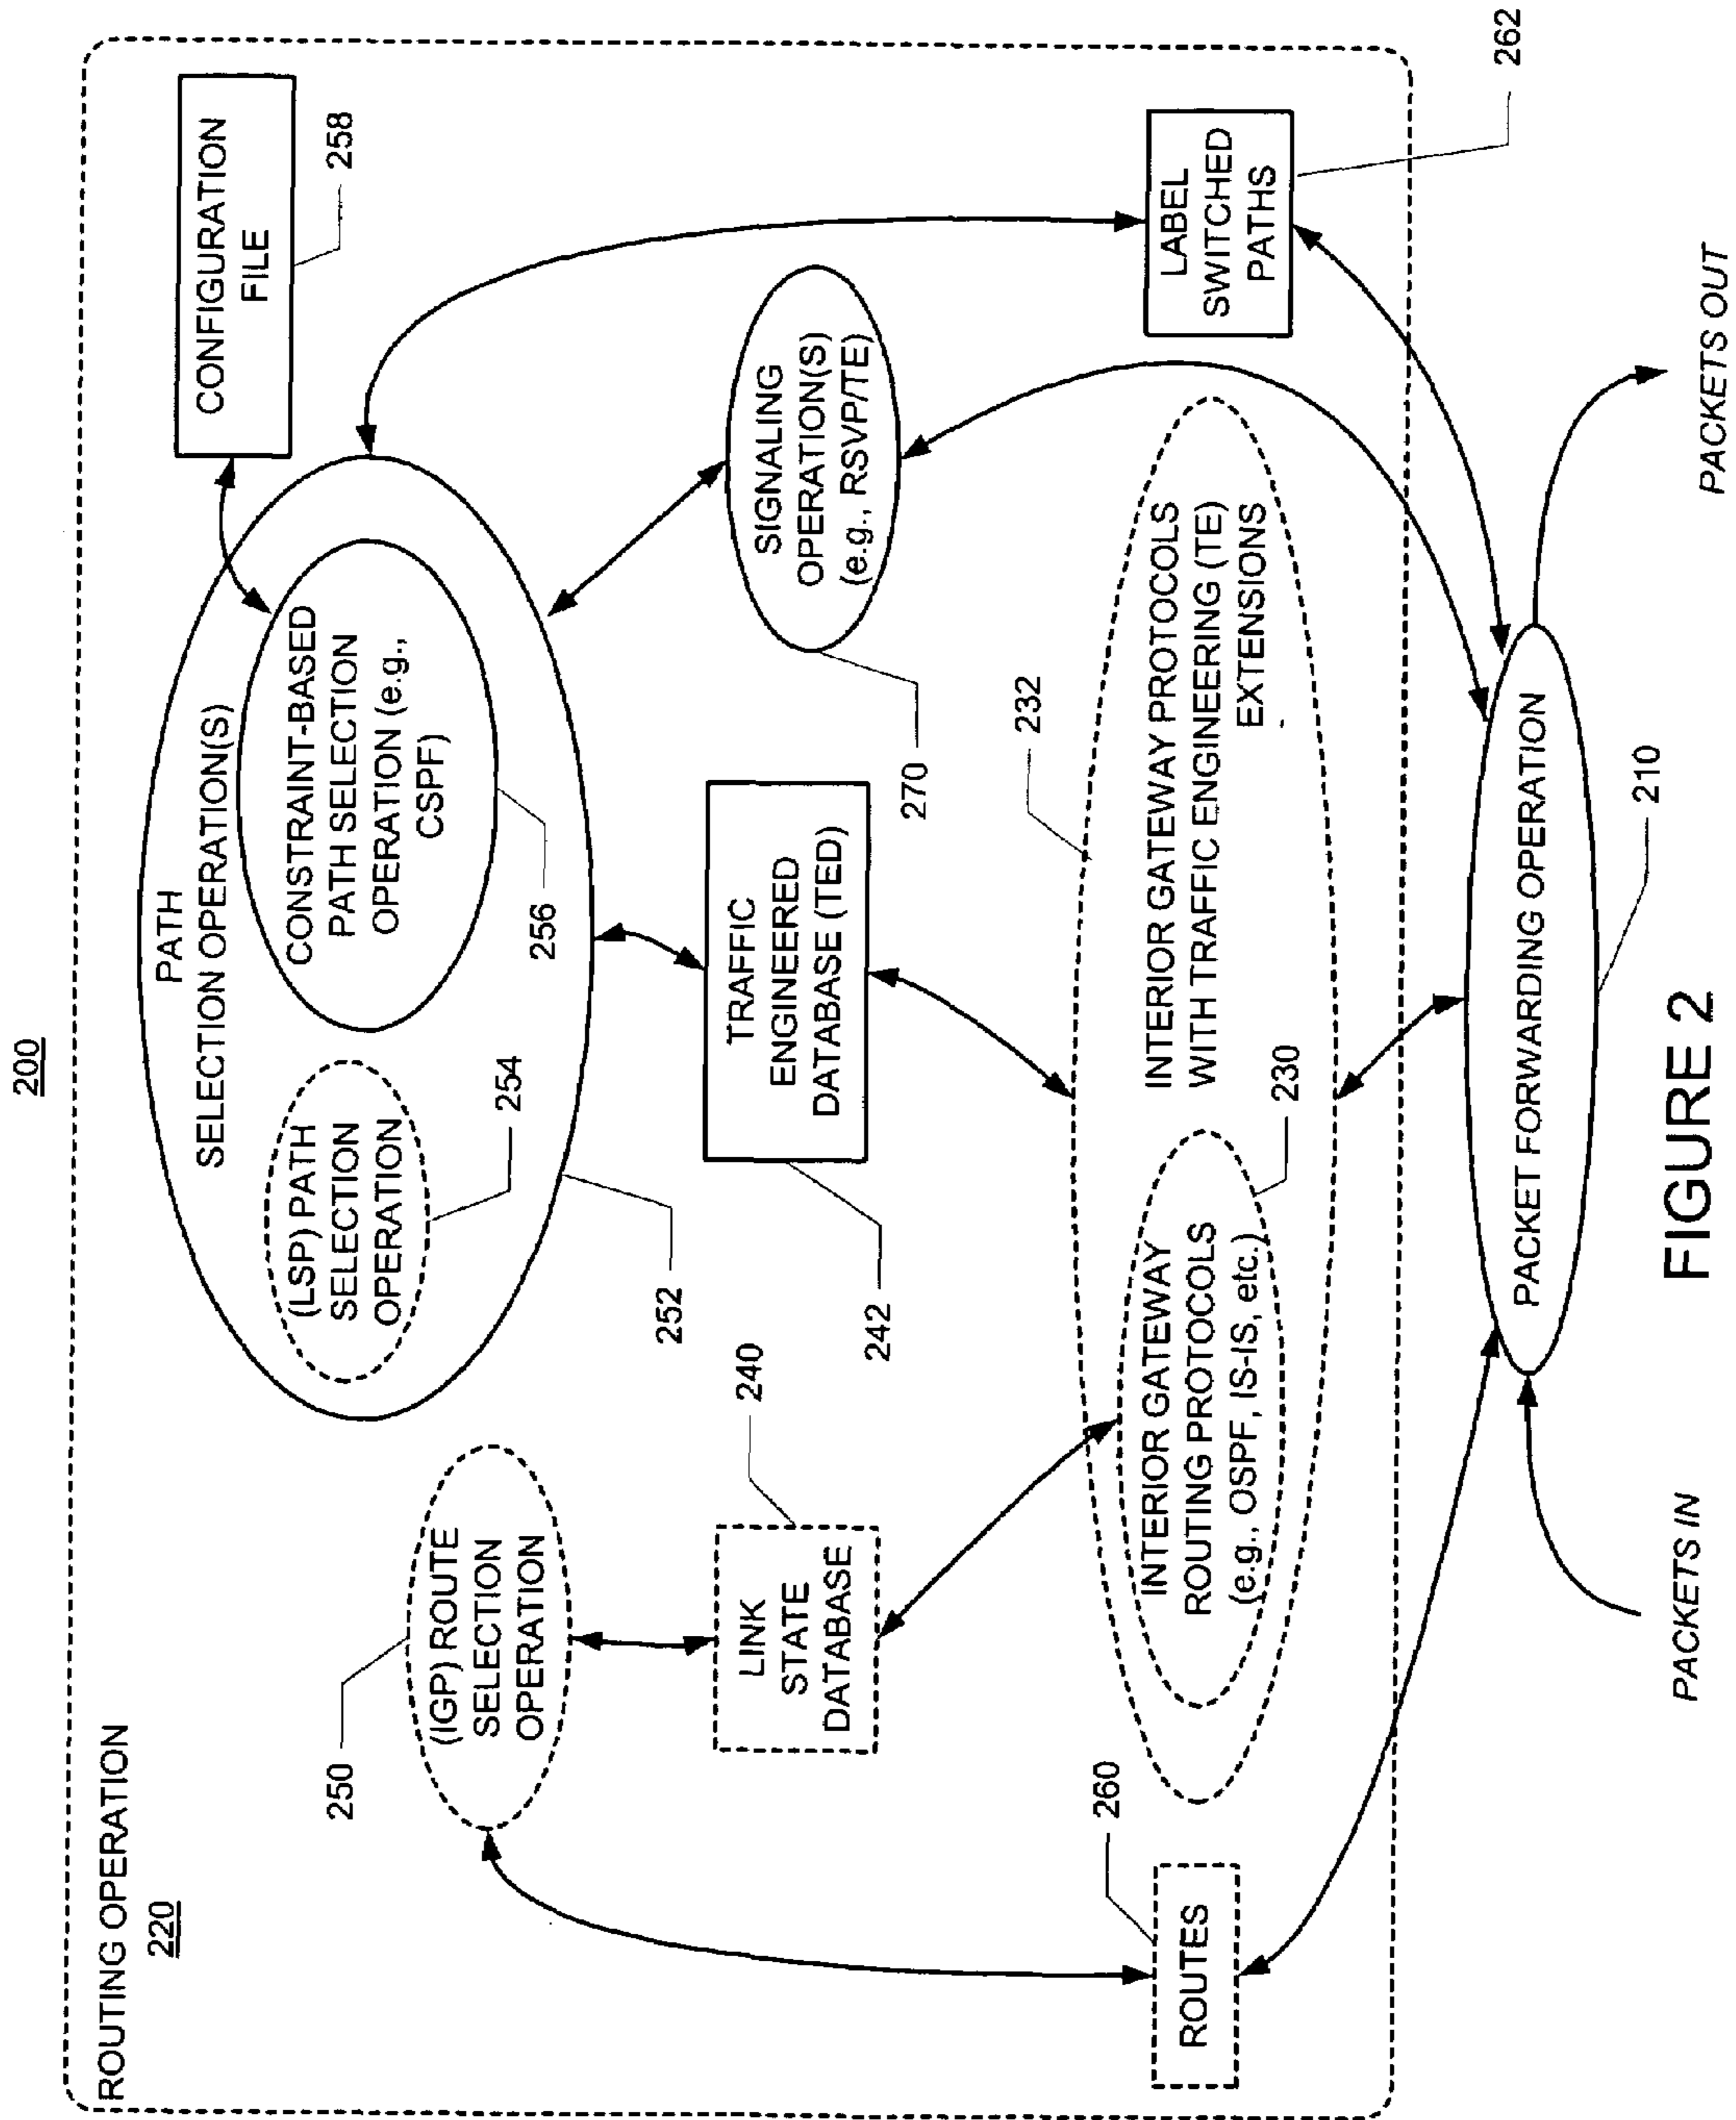 200
ROUTING OPERATION
220
PATH
SELECTION OPERATION(S)
CONFIGURATION
FILE
258
(LSP) PATH
SELECTION
OPERATION
254
CONSTRAINT-BASED
PATH SELECTION
OPERATION (e.g.,
CSPF)
256
252
250
(IGP) ROUTE
SELECTION
OPERATION
240
LINK
STATE
DATABASE
TRAFFIC
ENGINEERED
DATABASE (TED)
242
SIGNALING
OPERATION(S)
(e.g., RSVP/TE)
270
232
INTERIOR GATEWAY PROTOCOLS
WITH TRAFFIC ENGINEERING (TE)
EXTENSIONS
INTERIOR GATEWAY
ROUTING PROTOCOLS
(e.g., OSPF, IS-IS, etc.)
230
260
ROUTES
LABEL
SWITCHED
PATHS
262
PACKET FORWARDING OPERATION
210
PACKETS IN
PACKETS OUT
FIGURE 2